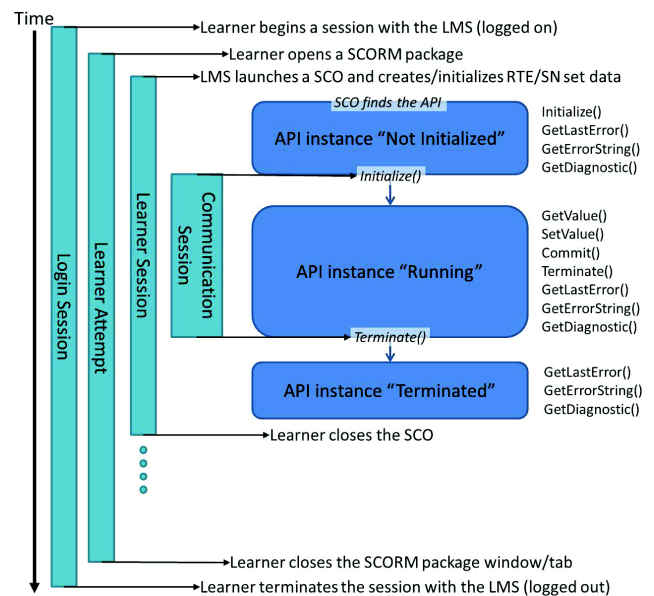 Time
Learner begins a session with the LMS (logged on)
Learner opens a SCORM package
LMS launches a SCO and creates/initializes RTE/SN set data
SCO finds the API
API instance “Not Initialized”
Initialize()
GetLastError()
GetErrorString()
GetDiagnostic()
Initialize()
Login Session
Learner Attempt
Learner Session
Communication
Session
API instance “Running”
GetValue()
SetValue()
Commit()
Terminate()
GetLastError()
GetErrorString()
GetDiagnostic()
Terminate()
API instance “Terminated”
GetLastError()
GetErrorString()
GetDiagnostic()
Learner closes the SCO
Learner closes the SCORM package window/tab
Learner terminates the session with the LMS (logged out)